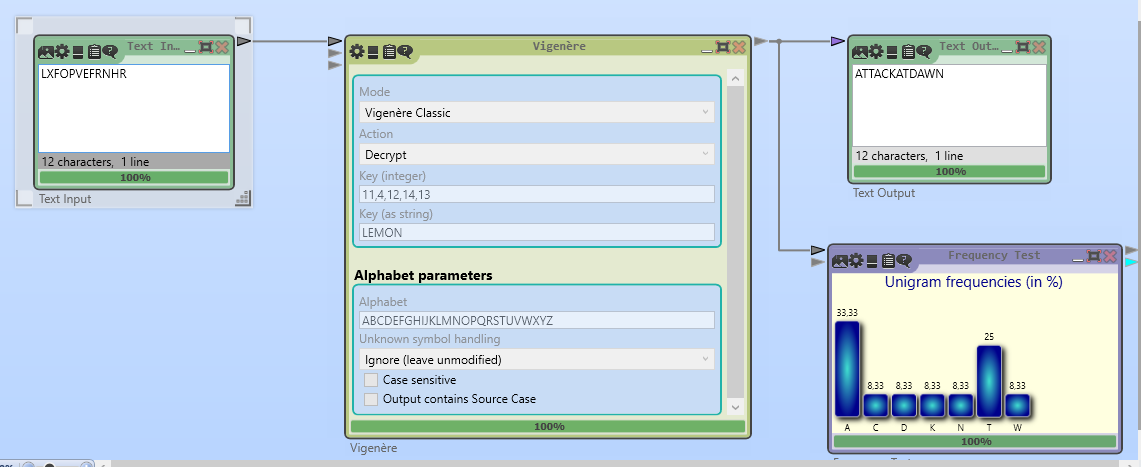 Text In...
LXFOPVEFRNHR
12 characters, 1 line
100%
Text Input
Vigenère
Mode
Vigenère Classic
Action
Decrypt
Key (integer)
11,4,12,14,13
Key (as string)
LEMON
Alphabet parameters
Alphabet
ABCDEFGHIJKLMNOPQRSTUVWXYZ
Unknown symbol handling
Ignore (leave unmodified)
Case sensitive
Output contains Source Case
100%
Vigenère
Text Out...
ATTACKATDAWN
12 characters, 1 line
100%
Text Output
Frequency Test
Unigram frequencies (in %)
33,33 8,33 8,33 8,33 8,33 25 8,33
A C D K N T W
100%